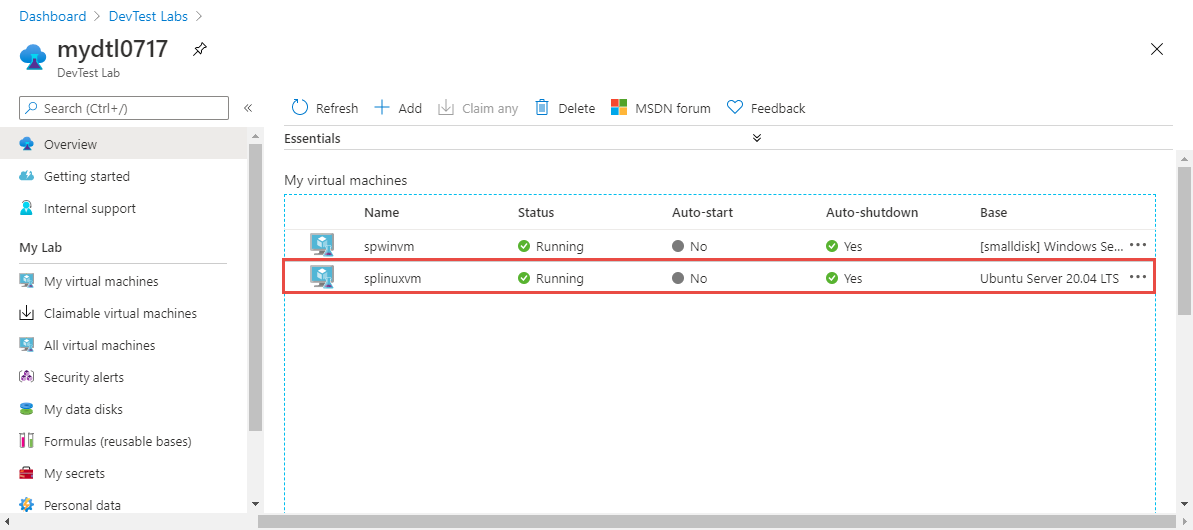 Dashboard > DevTest Labs >
mydtl0717
DevTest Lab
Search (Ctrl+/)
«
Refresh Add Claim any Delete MSDN forum Feedback
Essentials
Overview
Getting started
Internal support
My Lab
My virtual machines
Claimable virtual machines
All virtual machines
Security alerts
My data disks
Formulas (reusable bases)
My secrets
Personal data
My virtual machines
Name Status Auto-start Auto-shutdown Base
spwinvm Running No Yes [smalldisk] Windows Se... •••
splinuxvm Running No Yes Ubuntu Server 20.04 LTS •••